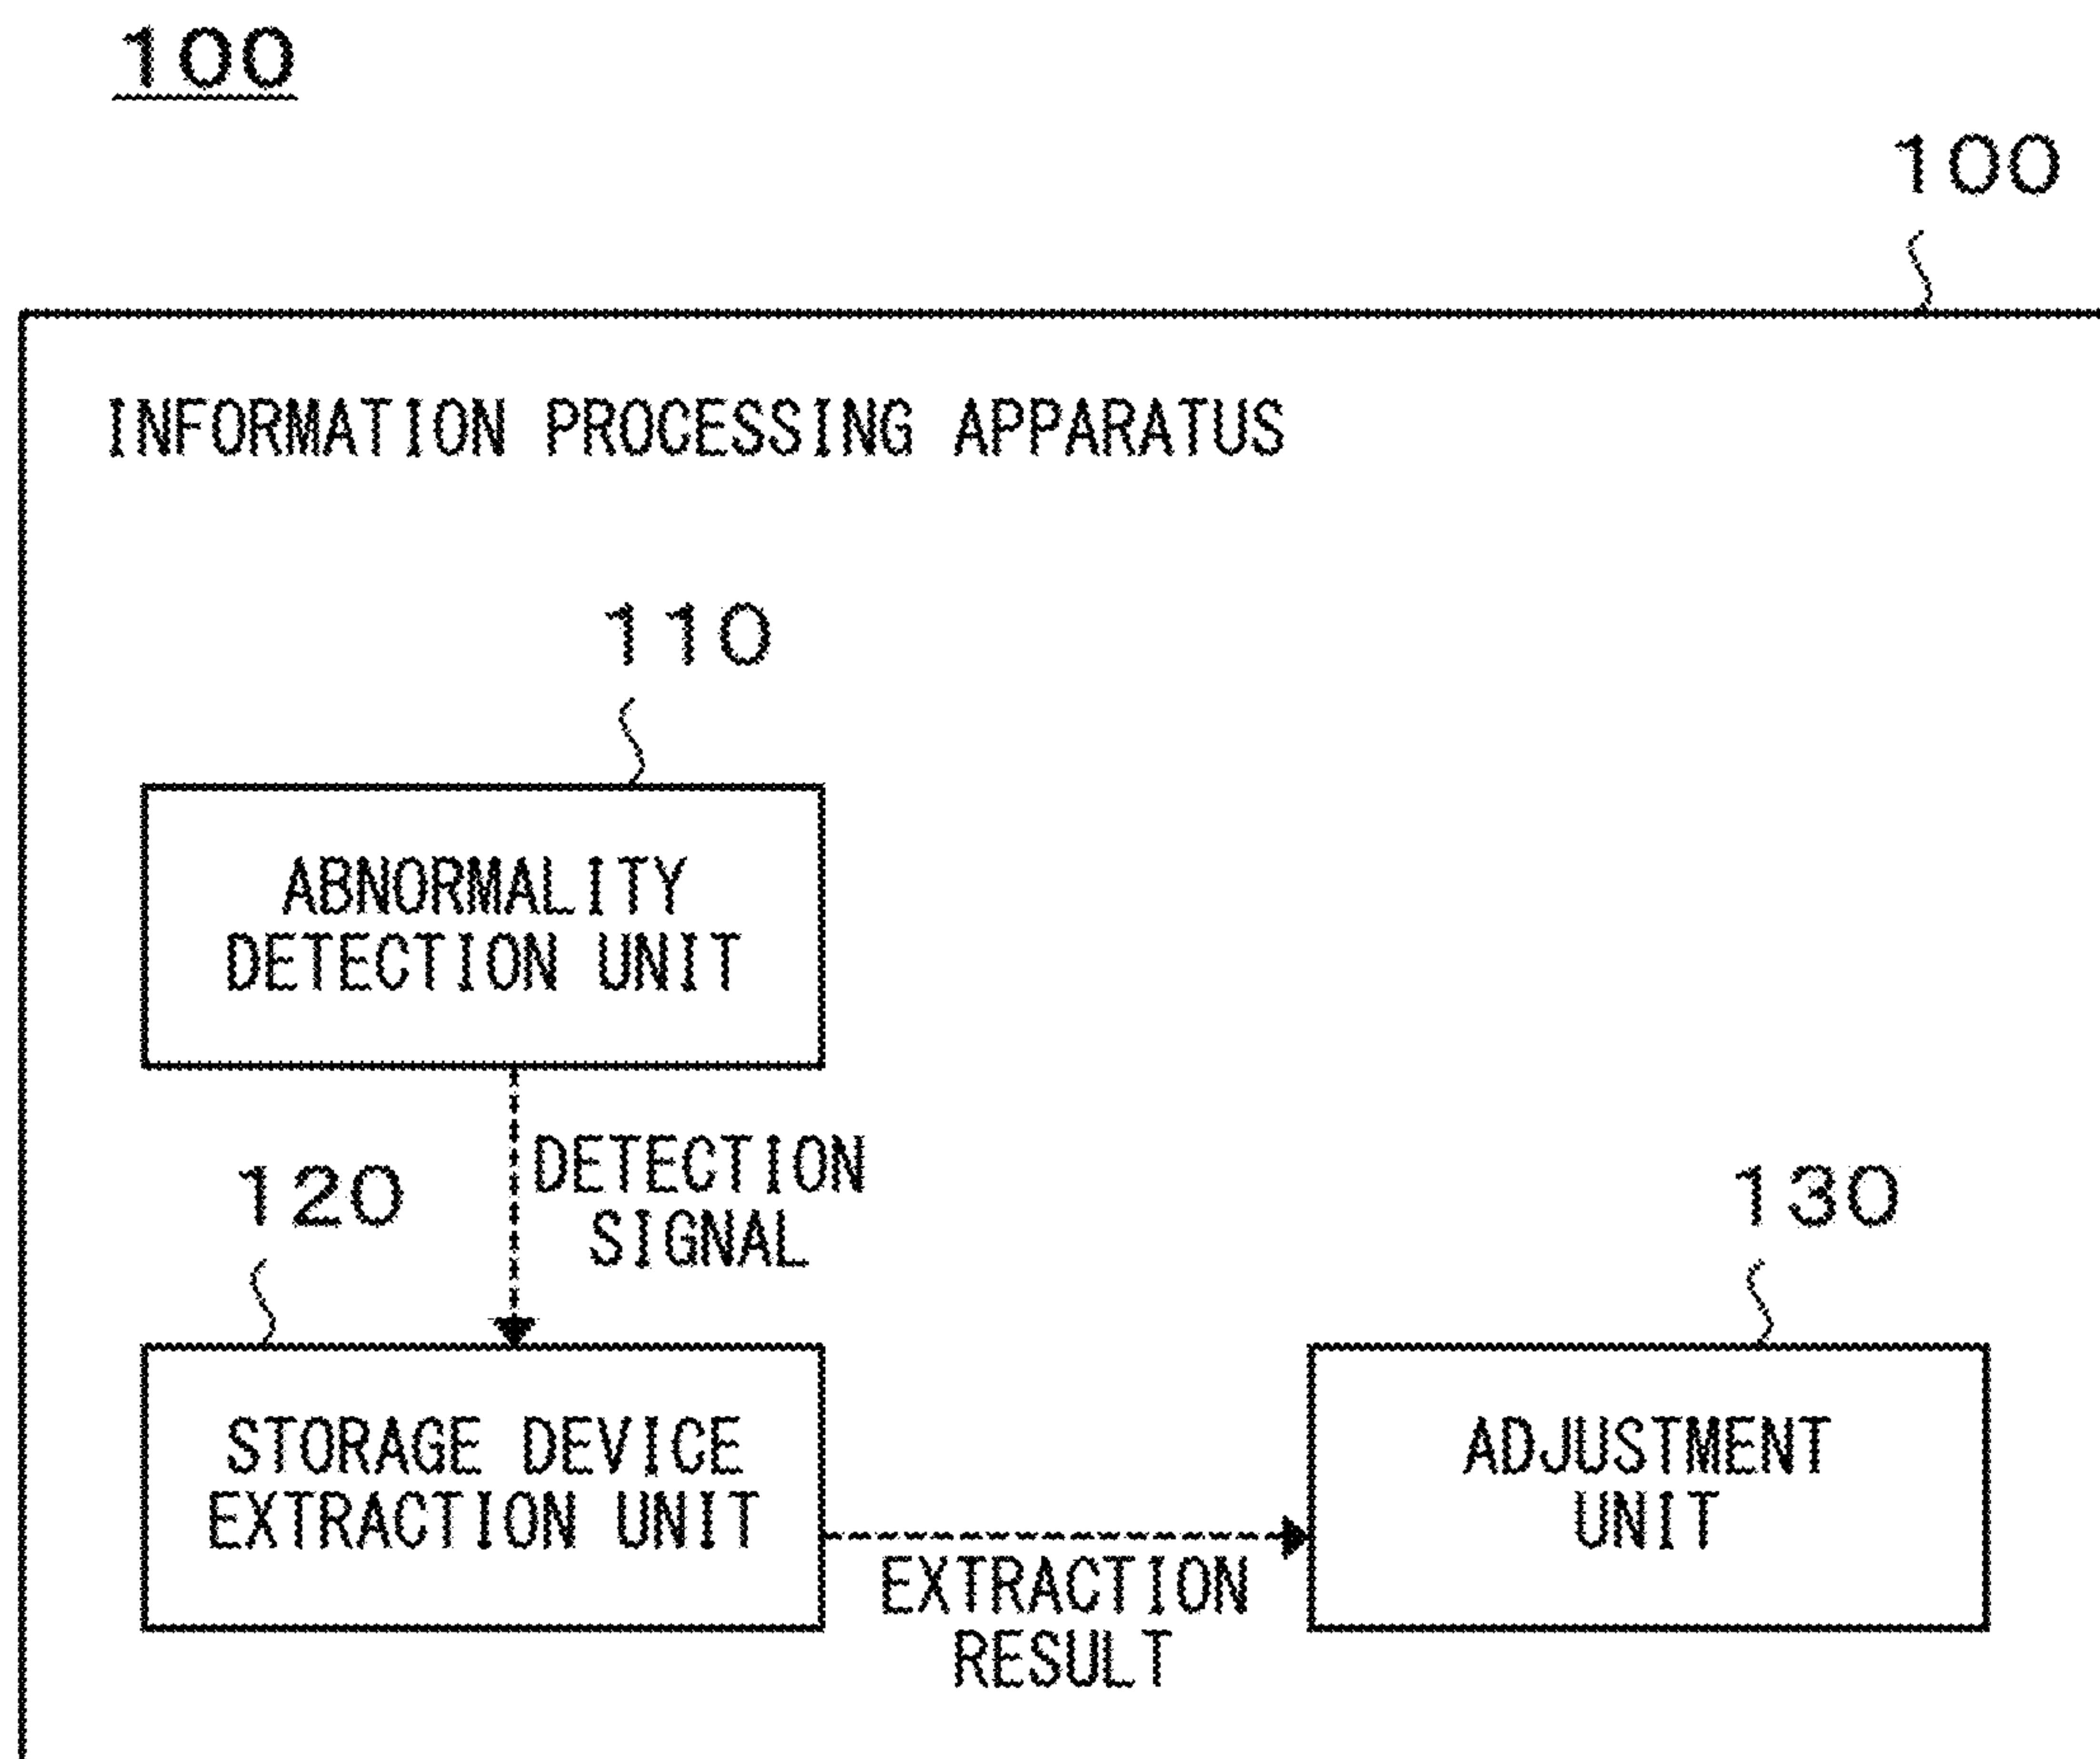 100
100
INFORMATION PROCESSING APPARATUS
110
ABNORMALITY
DETECTION UNIT
DETECTION
SIGNAL
120
130
STORAGE DEVICE
EXTRACTION UNIT
EXTRACTION
RESULT
ADJUSTMENT
UNIT